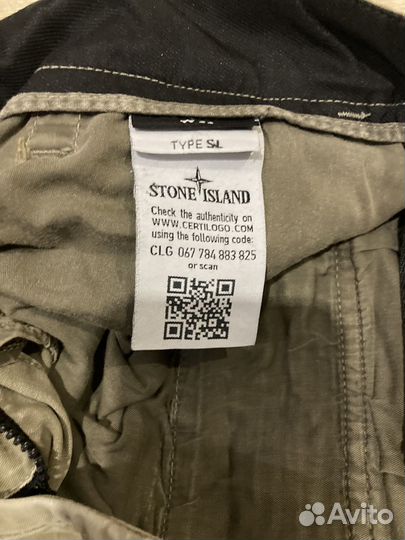 TYPE SL
STONE ISLAND
Check the authenticity on
WWW.CERTILOGO.COM
using the following code:
CLG 067 784 883 825
or scan
Avito